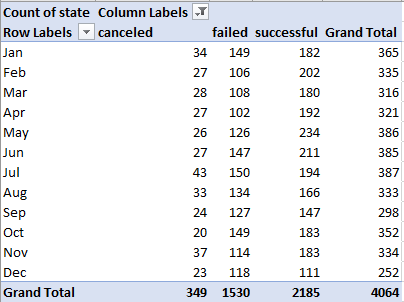 Count of state Column Labels
Row Labels canceled failed successful Grand Total
Jan 34 149 182 365
Feb 27 106 202 335
Mar 28 108 180 316
Apr 27 102 192 321
May 26 126 234 386
Jun 27 147 211 385
Jul 43 150 194 387
Aug 33 134 166 333
Sep 24 127 147 298
Oct 20 149 183 352
Nov 37 114 183 334
Dec 23 118 111 252
Grand Total 349 1530 2185 4064